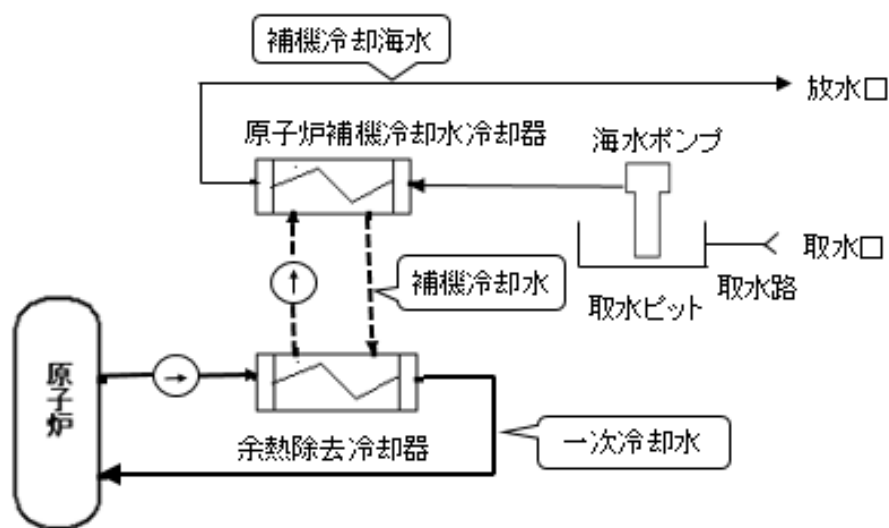 補機冷却海水
放水口
原子炉補機冷却水冷却器
海水ポンプ
取水口
補機冷却水
取水ピット
取水路
原子炉
余熱除去冷却器
一次冷却水